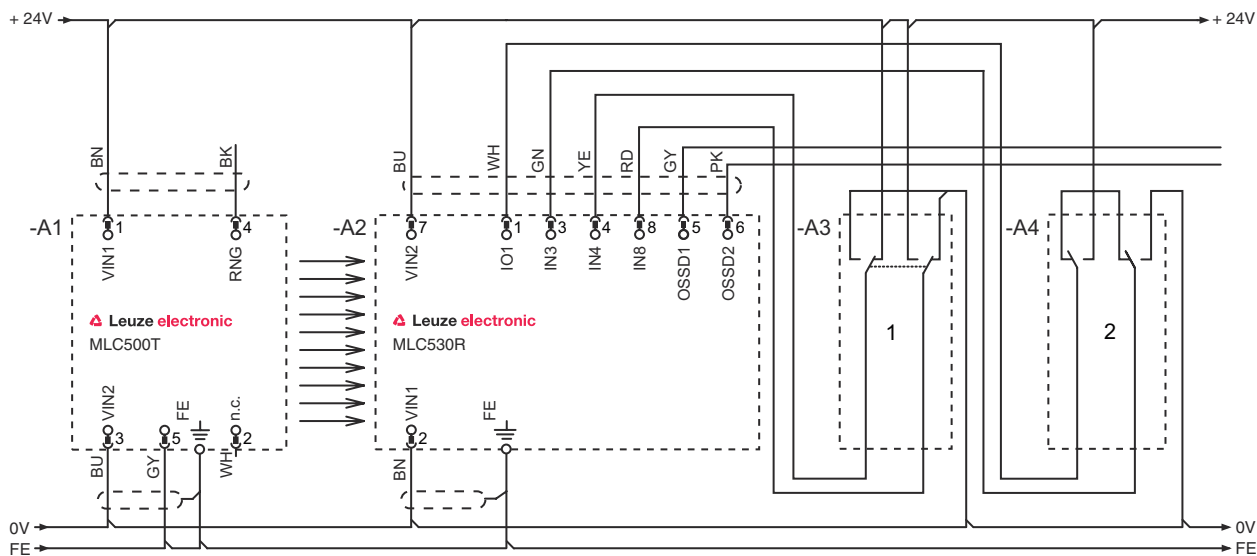 + 24V
+ 24V
BN
BK
BU
WH
GN
YE
RD
GY
PK
-A1
1
4
VIN1
RNG
Leuze electronic
MLC500T
VIN2
FE
n.c.
3
5
2
BU
GY
WH
-A2
7
1
3
4
8
5
6
VIN2
IO1
IN3
IN4
IN8
OSSD1
OSSD2
Leuze electronic
MLC530R
VIN1
FE
2
BN
-A3
1
-A4
2
0V
0V
FE
FE